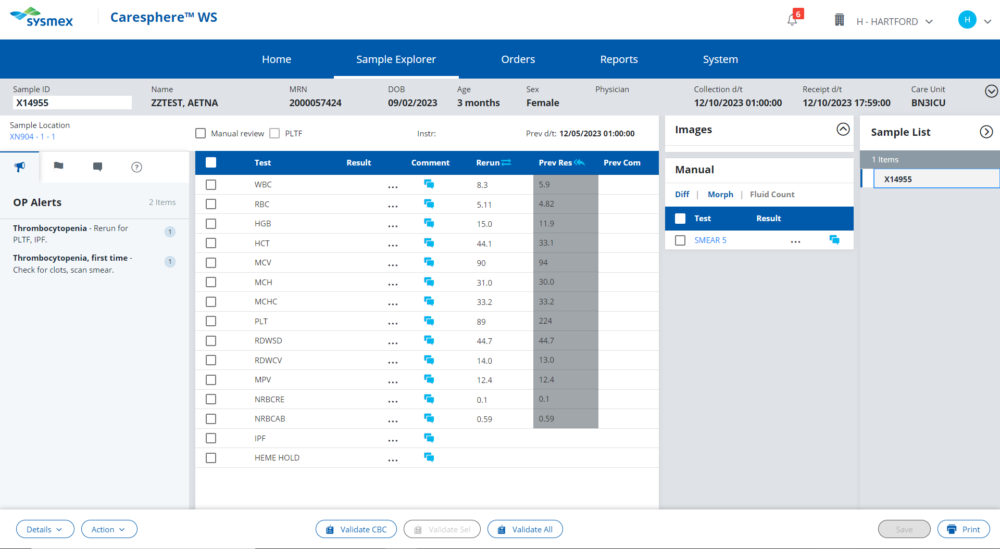 sysmex
Caresphere™ WS
6
H - HARTFORD
H
Home
Sample Explorer
Orders
Reports
System
Sample ID
Name
MRN
DOB
Age
Sex
Physician
Collection d/t
Receipt d/t
Care Unit
X14955
ZZTEST, AETNA
2000057424
09/02/2023
3 months
Female
12/10/2023 01:00:00
12/10/2023 17:59:00
BN3ICU
Sample Location
XN904 - 1 - 1
Manual review
PLTF
Instr:
Prev d/t: 12/05/2023 01:00:00
?
OP Alerts
2 Items
Thrombocytopenia - Rerun for
PLTF, IPF.
1
Thrombocytopenia, first time -
Check for clots, scan smear.
1
Test Result Comment Rerun Prev Res Prev Com
WBC ... 8.3 5.9
RBC ... 5.11 4.82
HGB ... 15.0 11.9
HCT ... 44.1 33.1
MCV ... 90 94
MCH ... 31.0 30.0
MCHC ... 33.2 33.2
PLT ... 89 224
RDWSD ... 44.7 44.7
RDWCV ... 14.0 13.0
MPV ... 12.4 12.4
NRBCRE ... 0.1 0.1
NRBCAB ... 0.59 0.59
IPF ...
HEME HOLD ...
Images
Manual
Diff | Morph | Fluid Count
Test Result
SMEAR 5 ...
Sample List
1 Items
X14955
Details
Action
Validate CBC
Validate Sel
Validate All
Save
Print